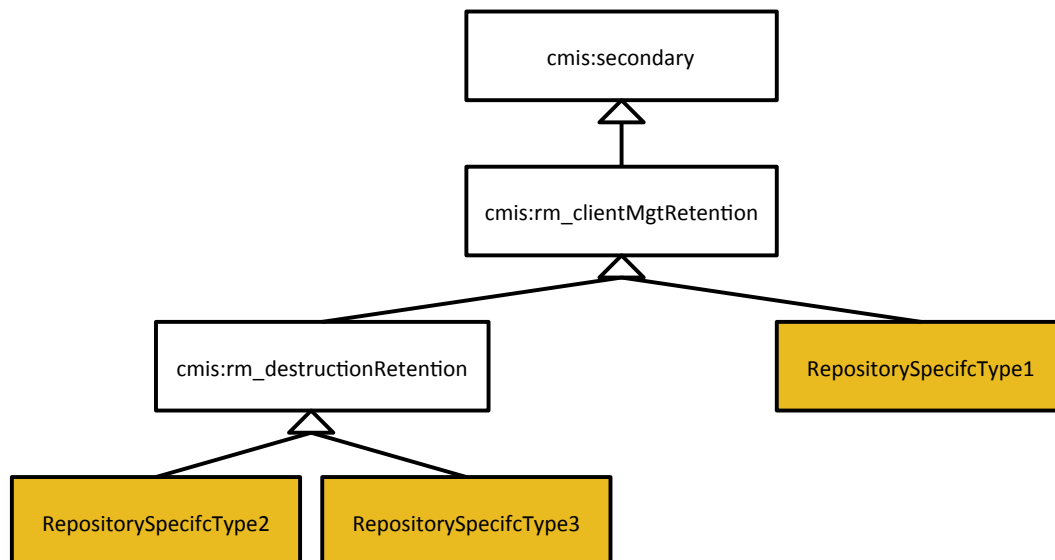 cmis:secondary
cmis:rm_clientMgtRetention
cmis:rm_destructionRetention
RepositorySpecifcType1
RepositorySpecifcType2
RepositorySpecifcType3